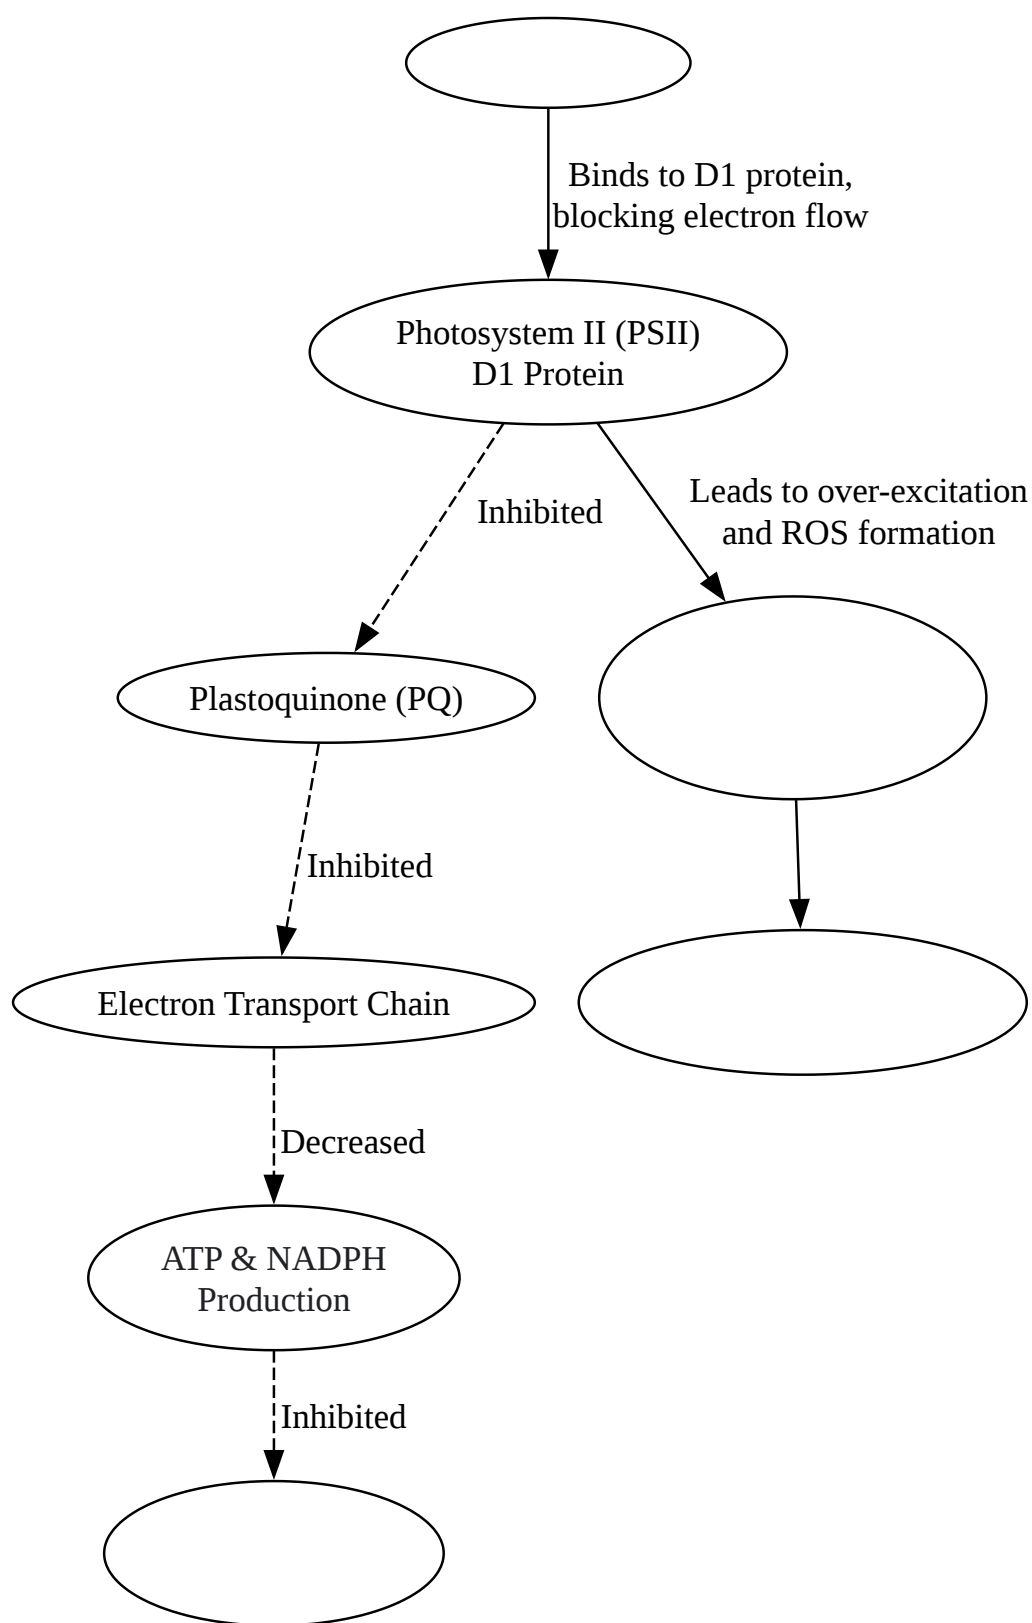 Binds to D1 protein,
blocking electron flow
Photosystem II (PSII)
D1 Protein
Inhibited
Leads to over-excitation
and ROS formation
Plastoquinone (PQ)
Inhibited
Electron Transport Chain
Decreased
ATP & NADPH
Production
Inhibited